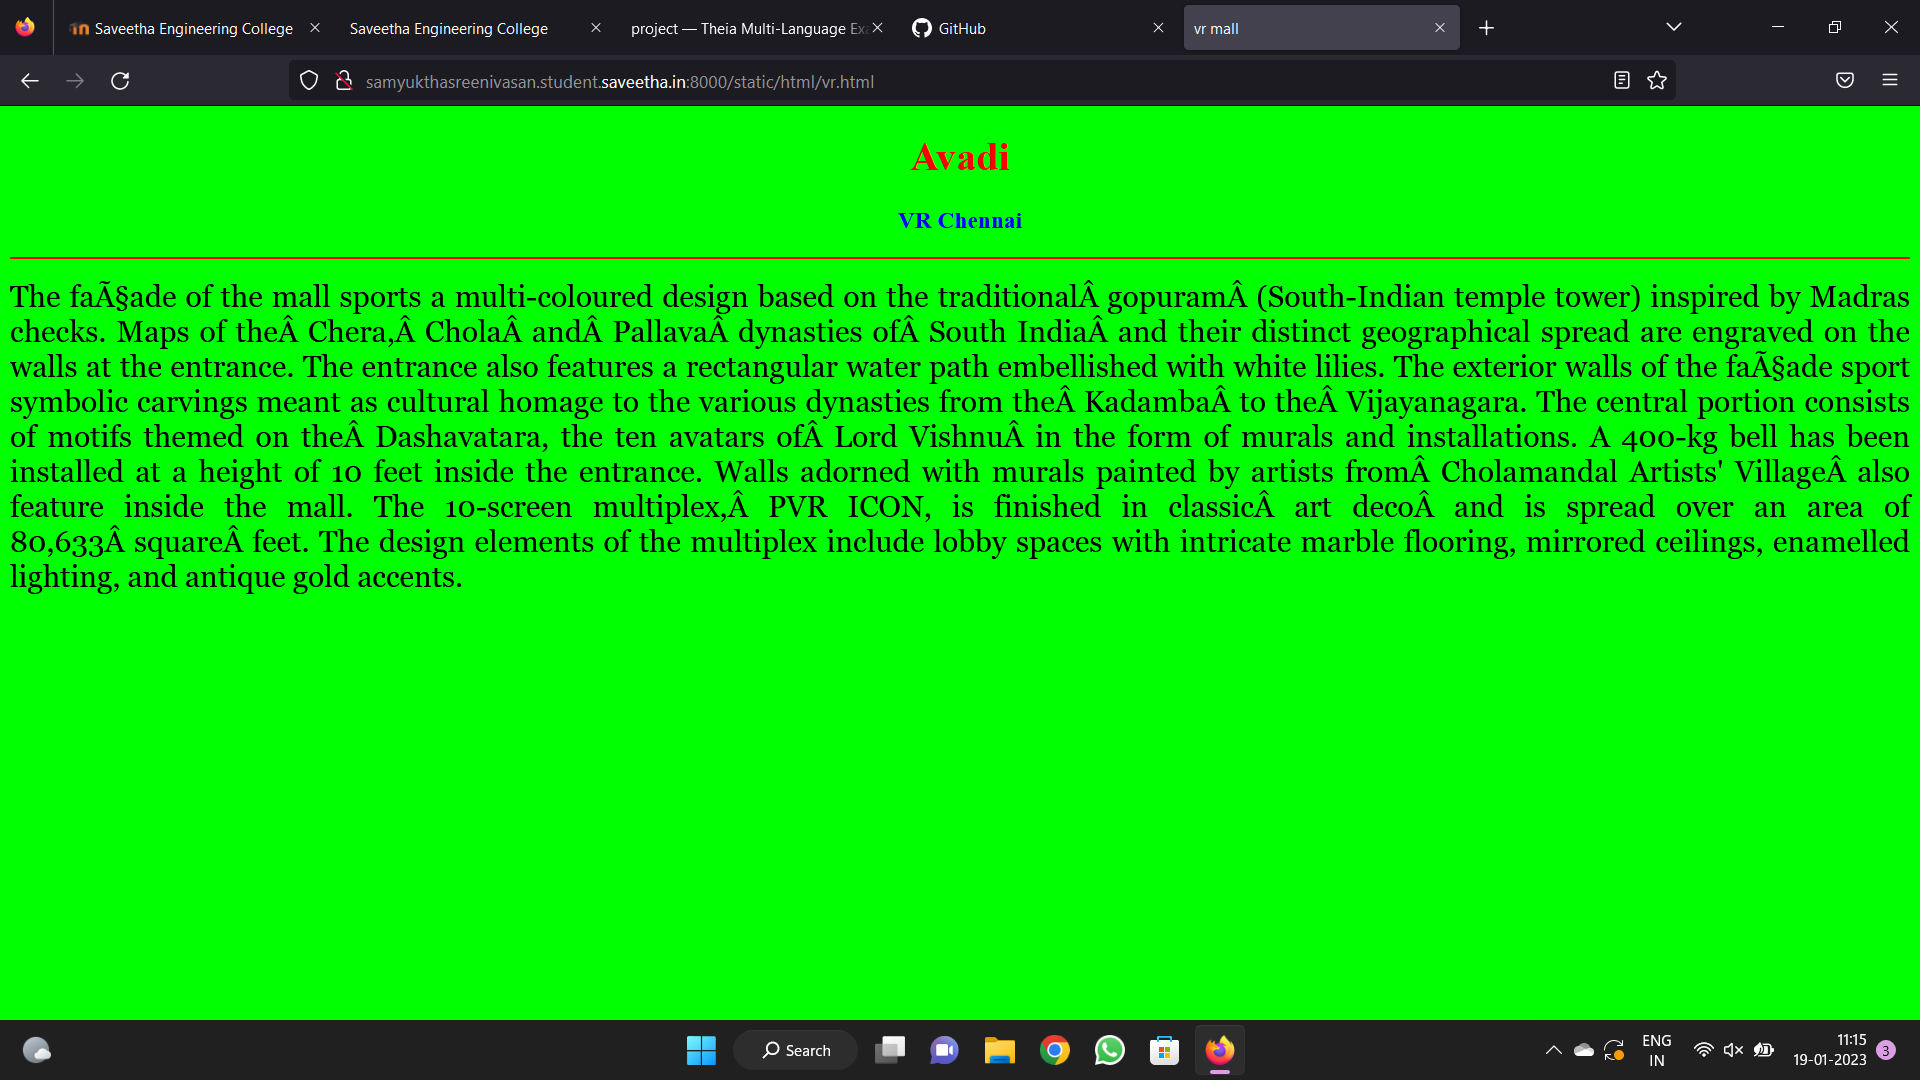 Saveetha Engineering College
Saveetha Engineering College
project — Theia Multi-Language Exa
GitHub
vr mall
samyukthasreenivasan.student.saveetha.in:8000/static/html/vr.html
Avadi
VR Chennai
The faÃ§ade of the mall sports a multi-coloured design based on the traditionalÂ gopuramÂ (South-Indian temple tower) inspired by Madras
checks. Maps of theÂ Chera,Â CholaÂ andÂ PallavaÂ dynasties ofÂ South IndiaÂ and their distinct geographical spread are engraved on the
walls at the entrance. The entrance also features a rectangular water path embellished with white lilies. The exterior walls of the faÃ§ade sport
symbolic carvings meant as cultural homage to the various dynasties from theÂ KadambaÂ to theÂ Vijayanagara. The central portion consists
of motifs themed on theÂ Dashavatara, the ten avatars ofÂ Lord VishnuÂ in the form of murals and installations. A 400-kg bell has been
installed at a height of 10 feet inside the entrance. Walls adorned with murals painted by artists fromÂ Cholamandal Artists' VillageÂ also
feature inside the mall. The 10-screen multiplex,Â PVR ICON, is finished in classicÂ art decoÂ and is spread over an area of
80,633Â squareÂ feet. The design elements of the multiplex include lobby spaces with intricate marble flooring, mirrored ceilings, enamelled
lighting, and antique gold accents.
Search
ENG
IN
11:15
19-01-2023
3